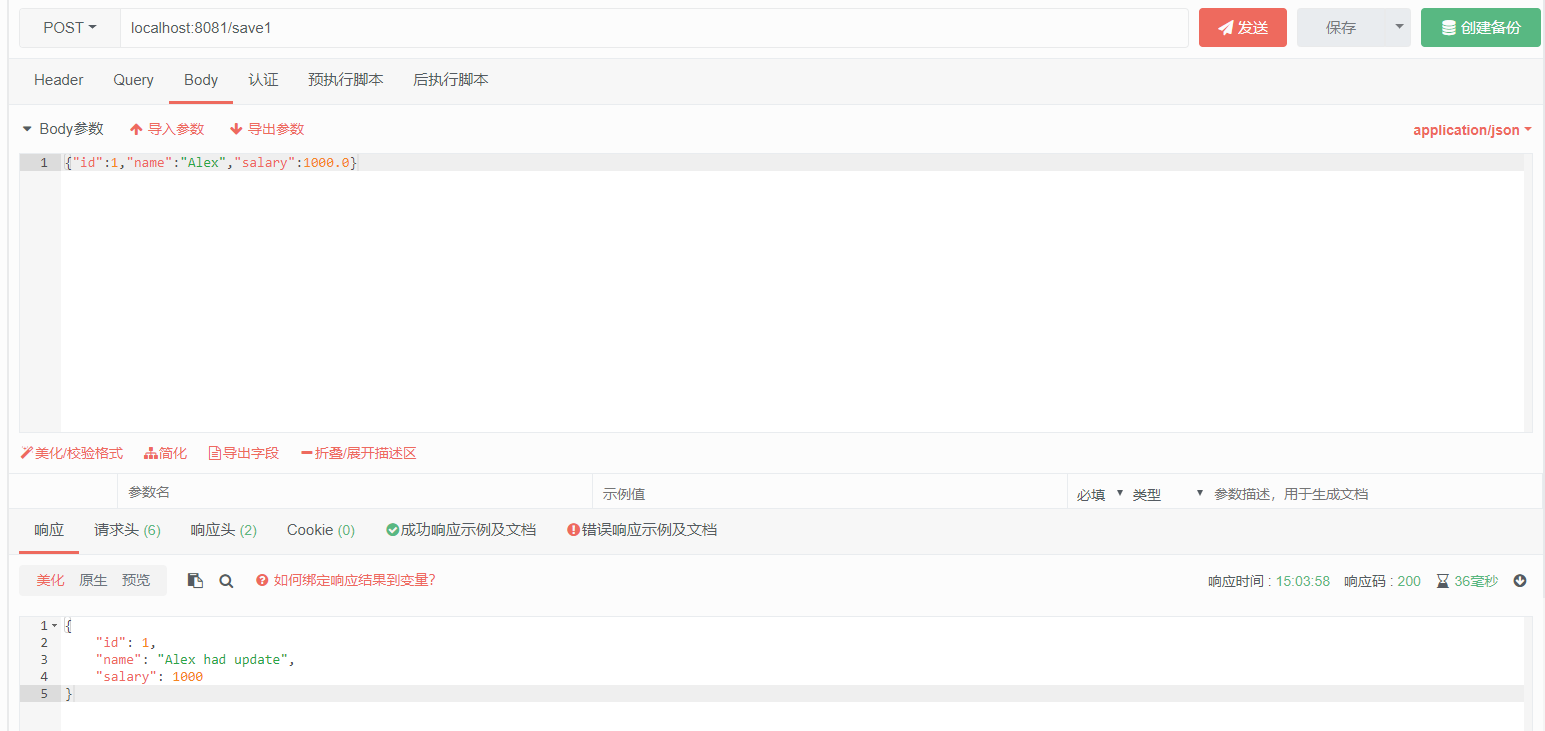 POST localhost:8081/save1 发送 保存 创建备份
Header Query Body 认证 预执行脚本 后执行脚本
Body参数 导入参数 导出参数 application/json
1 {"id":1,"name":"Alex","salary":1000.0}
美化/校验格式 简化 导出字段 折叠/展开描述区
参数名 示例值 必填 类型 参数描述，用于生成文档
响应 请求头 (6) 响应头 (2) Cookie (0) 成功响应示例及文档 错误响应示例及文档
美化 原生 预览 如何绑定响应结果到变量? 响应时间 : 15:03:58 响应码 : 200 36毫秒
1 {
2 "id": 1,
3 "name": "Alex had update",
4 "salary": 1000
5 }